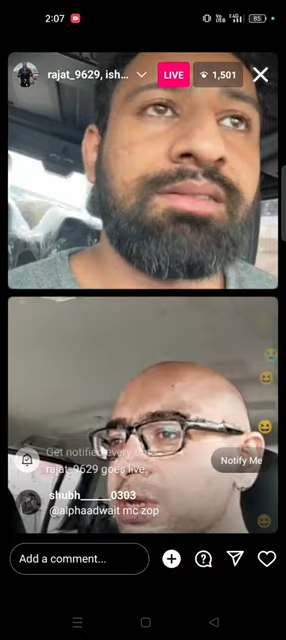 2:07
85
rajat_9629, ish...
LIVE
1,501
Get notified every time
rajat_9629 goes live.
Notify Me
shubh_____0303
@alphaadwait mc zop
Add a comment...